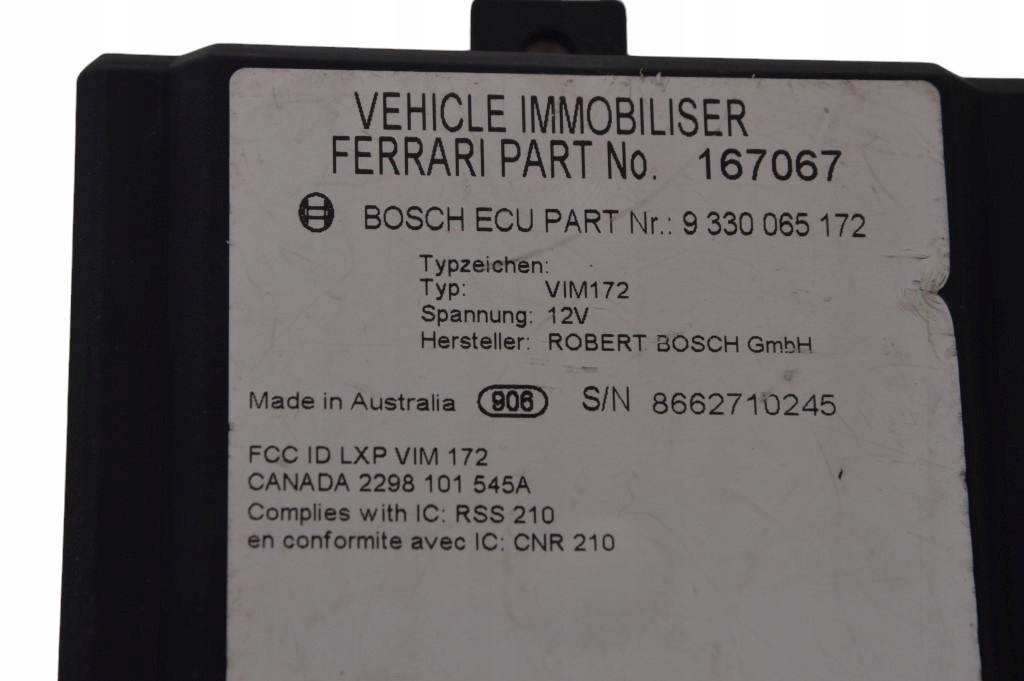 VEHICLE IMMOBILISER
FERRARI PART No. 167067
BOSCH ECU PART Nr.: 9 330 065 172
Typzeichen:
Typ: VIM172
Spannung: 12V
Hersteller: ROBERT BOSCH GmbH
Made in Australia 906 S/N 8662710245
FCC ID LXP VIM 172
CANADA 2298 101 545A
Complies with IC: RSS 210
en conformite avec IC: CNR 210